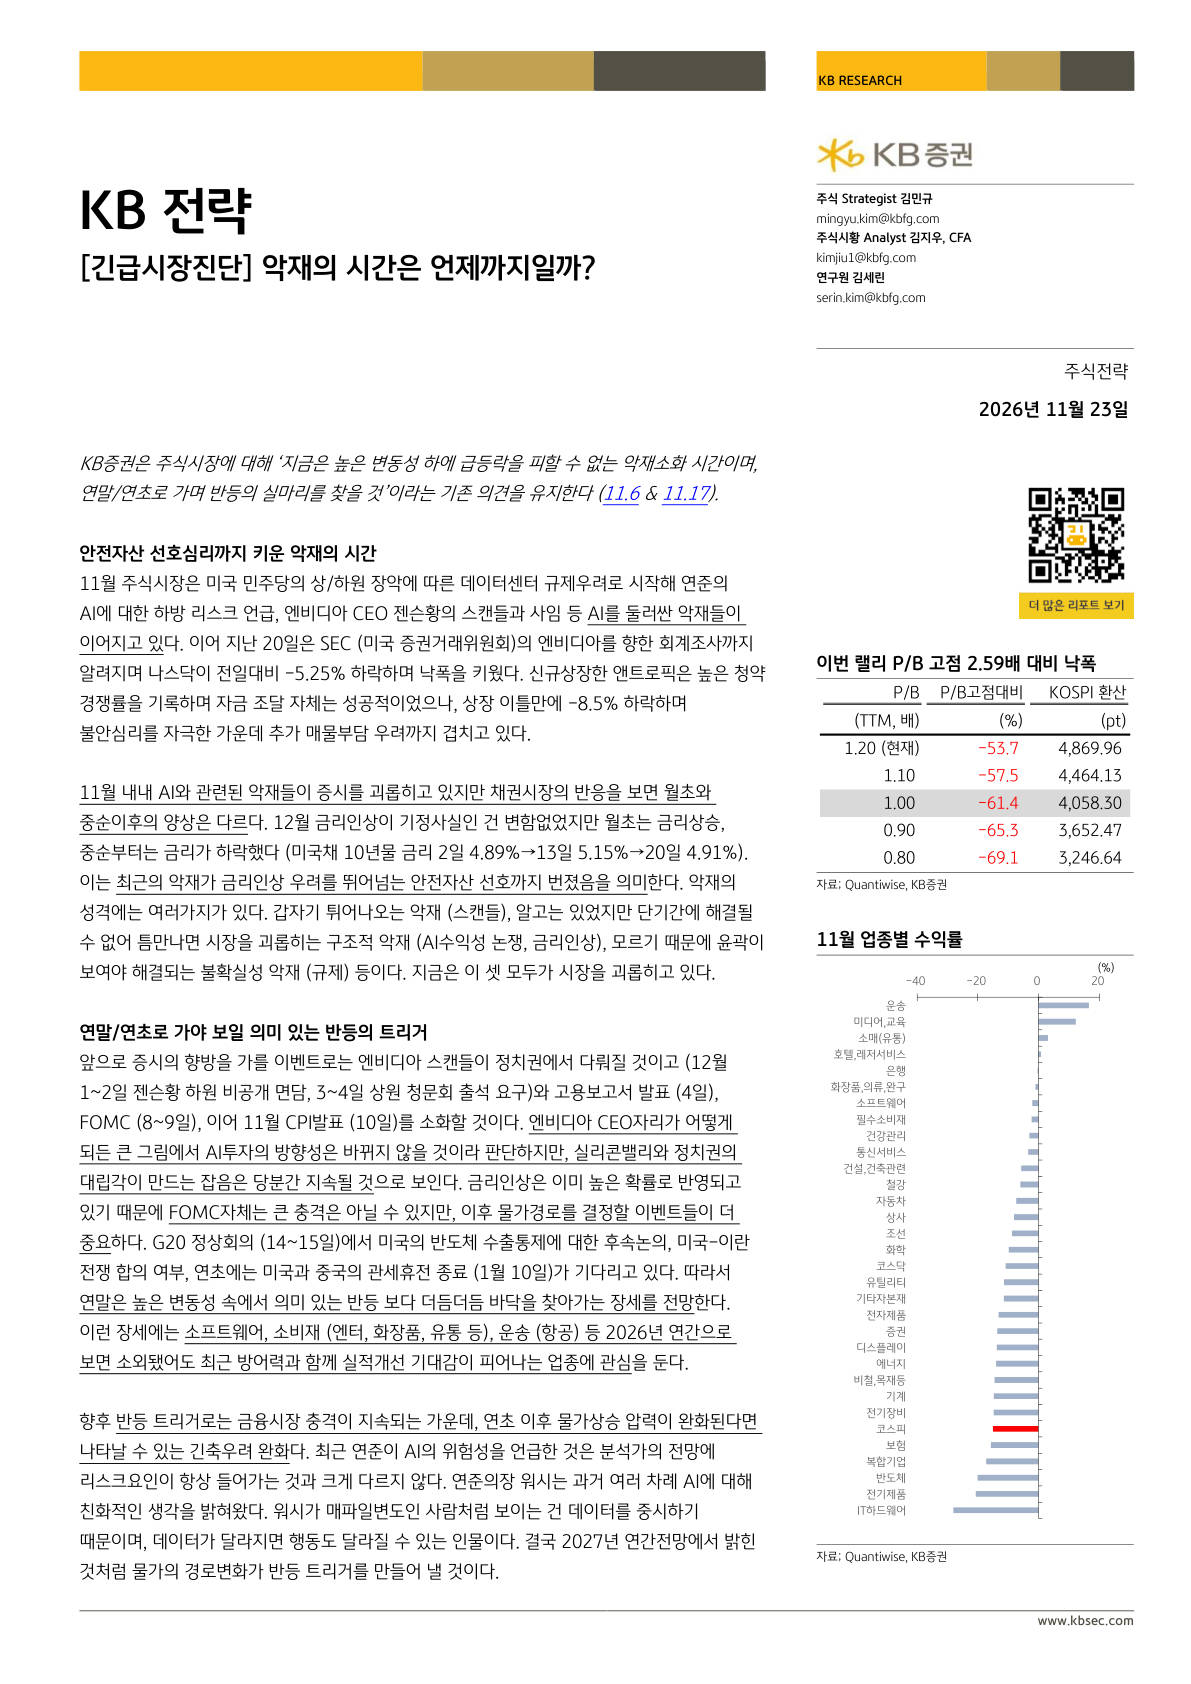 KB RESEARCH
KB증권
KB 전략
[긴급시장진단] 악재의 시간은 언제까지일까?
주식 Strategist 김민규
mingyu.kim@kbfg.com
주식시황 Analyst 김지우, CFA
kimjiu1@kbfg.com
연구원 김세린
serin.kim@kbfg.com
주식전략
2026년 11월 23일
KB증권은 주식시장에 대해 ‘지금은 높은 변동성 하에 급등락을 피할 수 없는 악재소화 시간이며,
연말/연초로 가며 반등의 실마리를 찾을 것’이라는 기존 의견을 유지한다 (11.6 & 11.17).
안전자산 선호심리까지 키운 악재의 시간
11월 주식시장은 미국 민주당의 상/하원 장악에 따른 데이터센터 규제우려로 시작해 연준의
AI에 대한 하방 리스크 언급, 엔비디아 CEO 젠슨황의 스캔들과 사임 등 AI를 둘러싼 악재들이
이어지고 있다. 이어 지난 20일은 SEC (미국 증권거래위원회)의 엔비디아를 향한 회계조사까지
알려지며 나스닥이 전일대비 -5.25% 하락하며 낙폭을 키웠다. 신규상장한 앤트로픽은 높은 청약
경쟁률을 기록하며 자금 조달 자체는 성공적이었으나, 상장 이틀만에 -8.5% 하락하며
불안심리를 자극한 가운데 추가 매물부담 우려까지 겹치고 있다.
11월 내내 AI와 관련된 악재들이 증시를 괴롭히고 있지만 채권시장의 반응을 보면 월초와
중순이후의 양상은 다르다. 12월 금리인상이 기정사실인 건 변함없었지만 월초는 금리상승,
중순부터는 금리가 하락했다 (미국채 10년물 금리 2일 4.89%→13일 5.15%→20일 4.91%).
이는 최근의 악재가 금리인상 우려를 뛰어넘는 안전자산 선호까지 번졌음을 의미한다. 악재의
성격에는 여러가지가 있다. 갑자기 튀어나오는 악재 (스캔들), 알고는 있었지만 단기간에 해결될
수 없어 틈만나면 시장을 괴롭히는 구조적 악재 (AI수익성 논쟁, 금리인상), 모르기 때문에 윤곽이
보여야 해결되는 불확실성 악재 (규제) 등이다. 지금은 이 셋 모두가 시장을 괴롭히고 있다.
연말/연초로 가야 보일 의미 있는 반등의 트리거
앞으로 증시의 향방을 가를 이벤트로는 엔비디아 스캔들이 정치권에서 다뤄질 것이고 (12월
1~2일 젠슨황 하원 비공개 면담, 3~4일 상원 청문회 출석 요구)와 고용보고서 발표 (4일),
FOMC (8~9일), 이어 11월 CPI발표 (10일)를 소화할 것이다. 엔비디아 CEO자리가 어떻게
되든 큰 그림에서 AI투자의 방향성은 바뀌지 않을 것이라 판단하지만, 실리콘밸리와 정치권의
대립각이 만드는 잡음은 당분간 지속될 것으로 보인다. 금리인상은 이미 높은 확률로 반영되고
있기 때문에 FOMC자체는 큰 충격은 아닐 수 있지만, 이후 물가경로를 결정할 이벤트들이 더
중요하다. G20 정상회의 (14~15일)에서 미국의 반도체 수출통제에 대한 후속논의, 미국-이란
전쟁 합의 여부, 연초에는 미국과 중국의 관세휴전 종료 (1월 10일)가 기다리고 있다. 따라서
연말은 높은 변동성 속에서 의미 있는 반등 보다 더듬더듬 바닥을 찾아가는 장세를 전망한다.
이런 장세에는 소프트웨어, 소비재 (엔터, 화장품, 유통 등), 운송 (항공) 등 2026년 연간으로
보면 소외됐어도 최근 방어력과 함께 실적개선 기대감이 피어나는 업종에 관심을 둔다.
향후 반등 트리거로는 금융시장 충격이 지속되는 가운데, 연초 이후 물가상승 압력이 완화된다면
나타날 수 있는 긴축우려 완화다. 최근 연준이 AI의 위험성을 언급한 것은 분석가의 전망에
리스크요인이 항상 들어가는 것과 크게 다르지 않다. 연준의장 워시는 과거 여러 차례 AI에 대해
친화적인 생각을 밝혀왔다. 워시가 매파일변도인 사람처럼 보이는 건 데이터를 중시하기
때문이며, 데이터가 달라지면 행동도 달라질 수 있는 인물이다. 결국 2027년 연간전망에서 밝힌
것처럼 물가의 경로변화가 반등 트리거를 만들어 낼 것이다.
더 많은 리포트 보기
이번 랠리 P/B 고점 2.59배 대비 낙폭
P/B P/B고점대비 KOSPI 환산
(TTM, 배) (%) (pt)
1.20 (현재) -53.7 4,869.96
1.10 -57.5 4,464.13
1.00 -61.4 4,058.30
0.90 -65.3 3,652.47
0.80 -69.1 3,246.64
자료: Quantiwise, KB증권
11월 업종별 수익률
(%)
-40 -20 0 20
운송
미디어,교육
소매(유통)
호텔,레저서비스
은행
화장품,의류,완구
소프트웨어
필수소비재
건강관리
통신서비스
건설,건축관련
철강
자동차
상사
조선
화학
코스닥
유틸리티
기타자본재
전자제품
증권
디스플레이
에너지
비철,목재등
기계
전기장비
코스피
보험
복합기업
반도체
전기제품
IT하드웨어
자료: Quantiwise, KB증권
www.kbsec.com